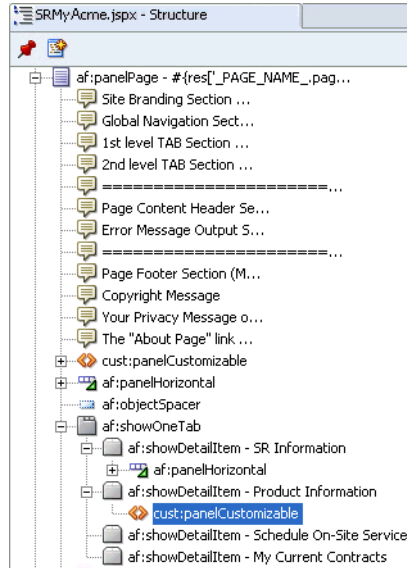 SRMyAcme.jspx - Structure
af:panelPage - #{res['_PAGE_NAME_.pag...
Site Branding Section ...
Global Navigation Sect...
1st level TAB Section ...
2nd level TAB Section ...
=======================...
Page Content Header Se...
Error Message Output S...
=======================...
Page Footer Section (M...
Copyright Message
Your Privacy Message o...
The "About Page" link ...
cust:panelCustomizable
af:panelHorizontal
af:objectSpacer
af:showOneTab
af:showDetailItem - SR Information
af:panelHorizontal
af:showDetailItem - Product Information
cust:panelCustomizable
af:showDetailItem - Schedule On-Site Service
af:showDetailItem - My Current Contracts